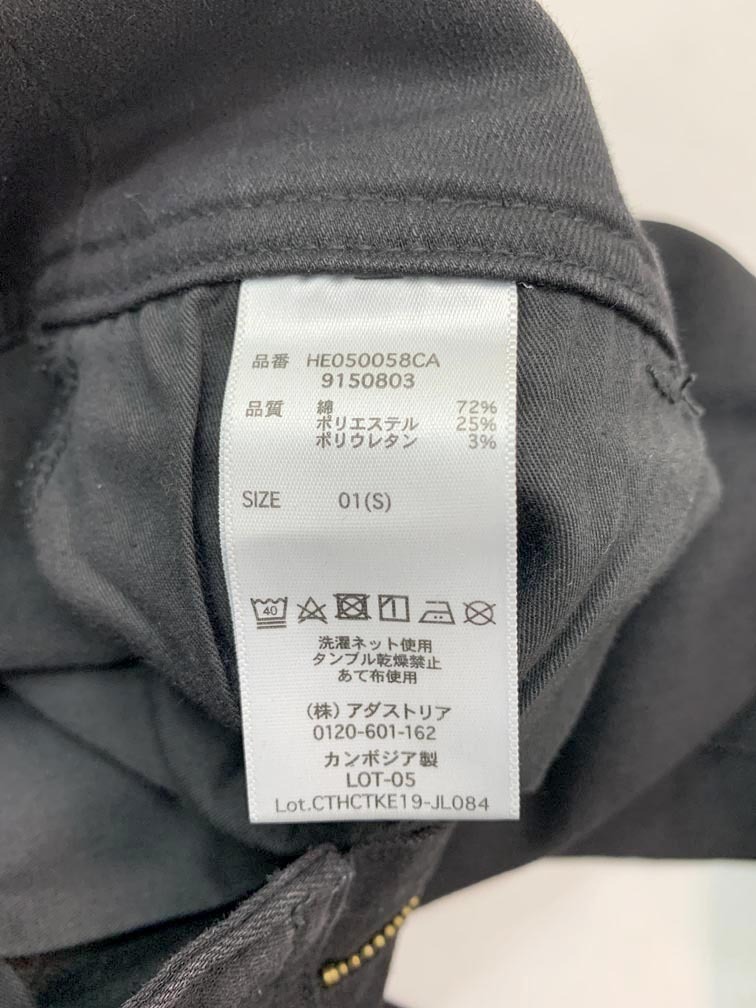 品番 HE050058CA
9150803
品質 綿 72%
ポリエステル 25%
ポリウレタン 3%
SIZE 01(S)
40
洗濯ネット使用
タンブル乾燥禁止
あて布使用
(株) アダストリア
0120-601-162
カンボジア製
LOT-05
Lot.CTHCTKE19-JL084